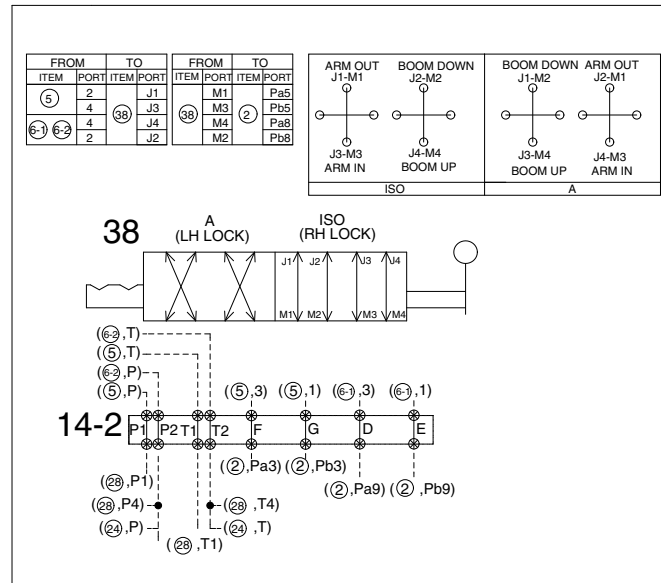 FROM TO FROM TO
ITEM PORT ITEM PORT ITEM PORT ITEM PORT
5 2 38 J1 38 M1 2 Pa5
4 J3 M3 Pb5
6-1 6-2 4 J4 M4 Pa8
2 J2 M2 Pb8
ARM OUT BOOM DOWN BOOM DOWN ARM OUT
J1-M1 J2-M2 J1-M2 J2-M1
J3-M3 J4-M4 J3-M4 J4-M3
ARM IN BOOM UP BOOM UP ARM IN
ISO A
38 A ISO
(LH LOCK) (RH LOCK)
J1 J2 J3 J4
M1 M2 M3 M4
(6-2,T)
(5,T)
(6-2,P)
(5,P) (5,3) (5,1) (6-1,3) (6-1,1)
14-2 P1 P2 T1 T2 F G D E
(2,Pa3) (2,Pb3)
(28,P1) (2,Pa9) (2,Pb9)
(28,P4) (28,T4)
(24,P) (24,T)
(28,T1)